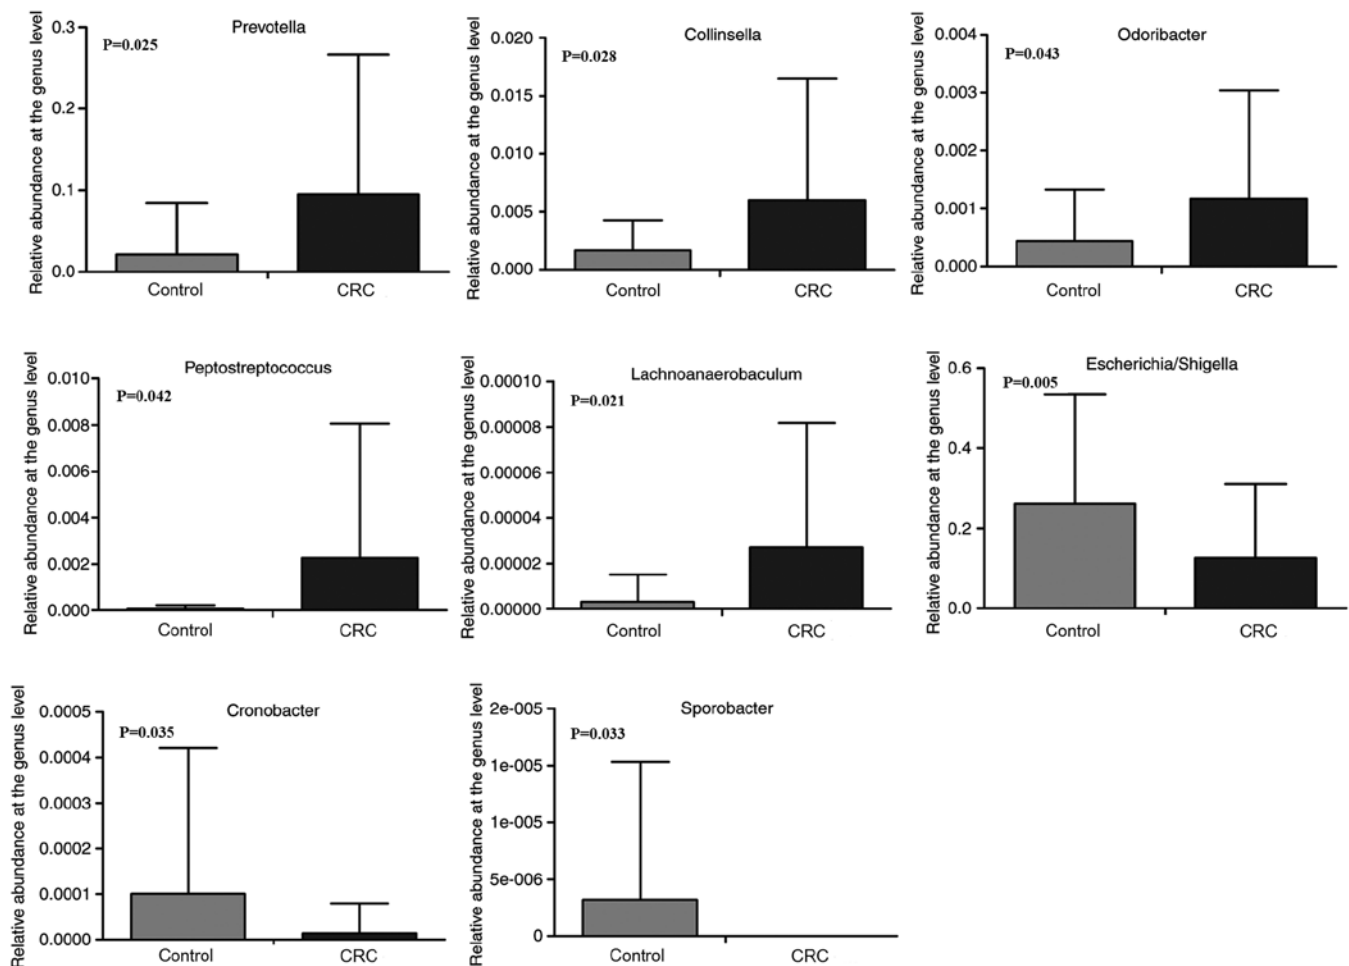 Prevotella
P=0.025
Relative abundance at the genus level
0.3
0.2
0.1
0.0
Control CRC
Collinsella
P=0.028
Relative abundance at the genus level
0.020
0.015
0.010
0.005
0.000
Control CRC
Odoribacter
P=0.043
Relative abundance at the genus level
0.004
0.003
0.002
0.001
0.000
Control CRC
Peptostreptococcus
P=0.042
Relative abundance at the genus level
0.010
0.008
0.006
0.004
0.002
0.000
Control CRC
Lachnoanaerobaculum
P=0.021
Relative abundance at the genus level
0.00010
0.00008
0.00006
0.00004
0.00002
0.00000
Control CRC
Escherichia/Shigella
P=0.005
Relative abundance at the genus level
0.6
0.4
0.2
0.0
Control CRC
Cronobacter
P=0.035
Relative abundance at the genus level
0.0005
0.0004
0.0003
0.0002
0.0001
0.0000
Control CRC
Sporobacter
P=0.033
Relative abundance at the genus level
2e-005
1e-005
1e-005
5e-006
0
Control CRC